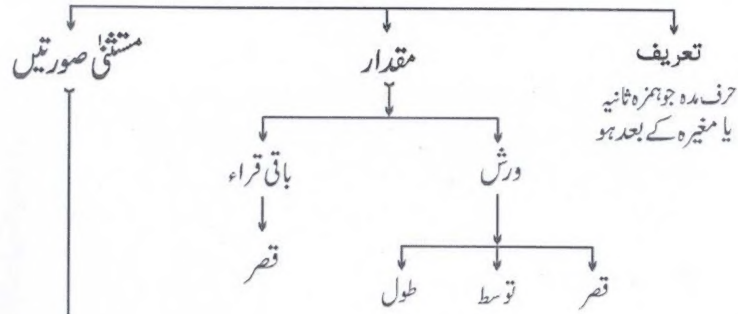 تعریف
حرف مدہ جو ہمزہ ثانیہ
یا مغیرہ کے بعد ہو
مقدار
مستثنیٰ صورتیں
ورش
باقی قراء
قصر
توسط
طول
قصر